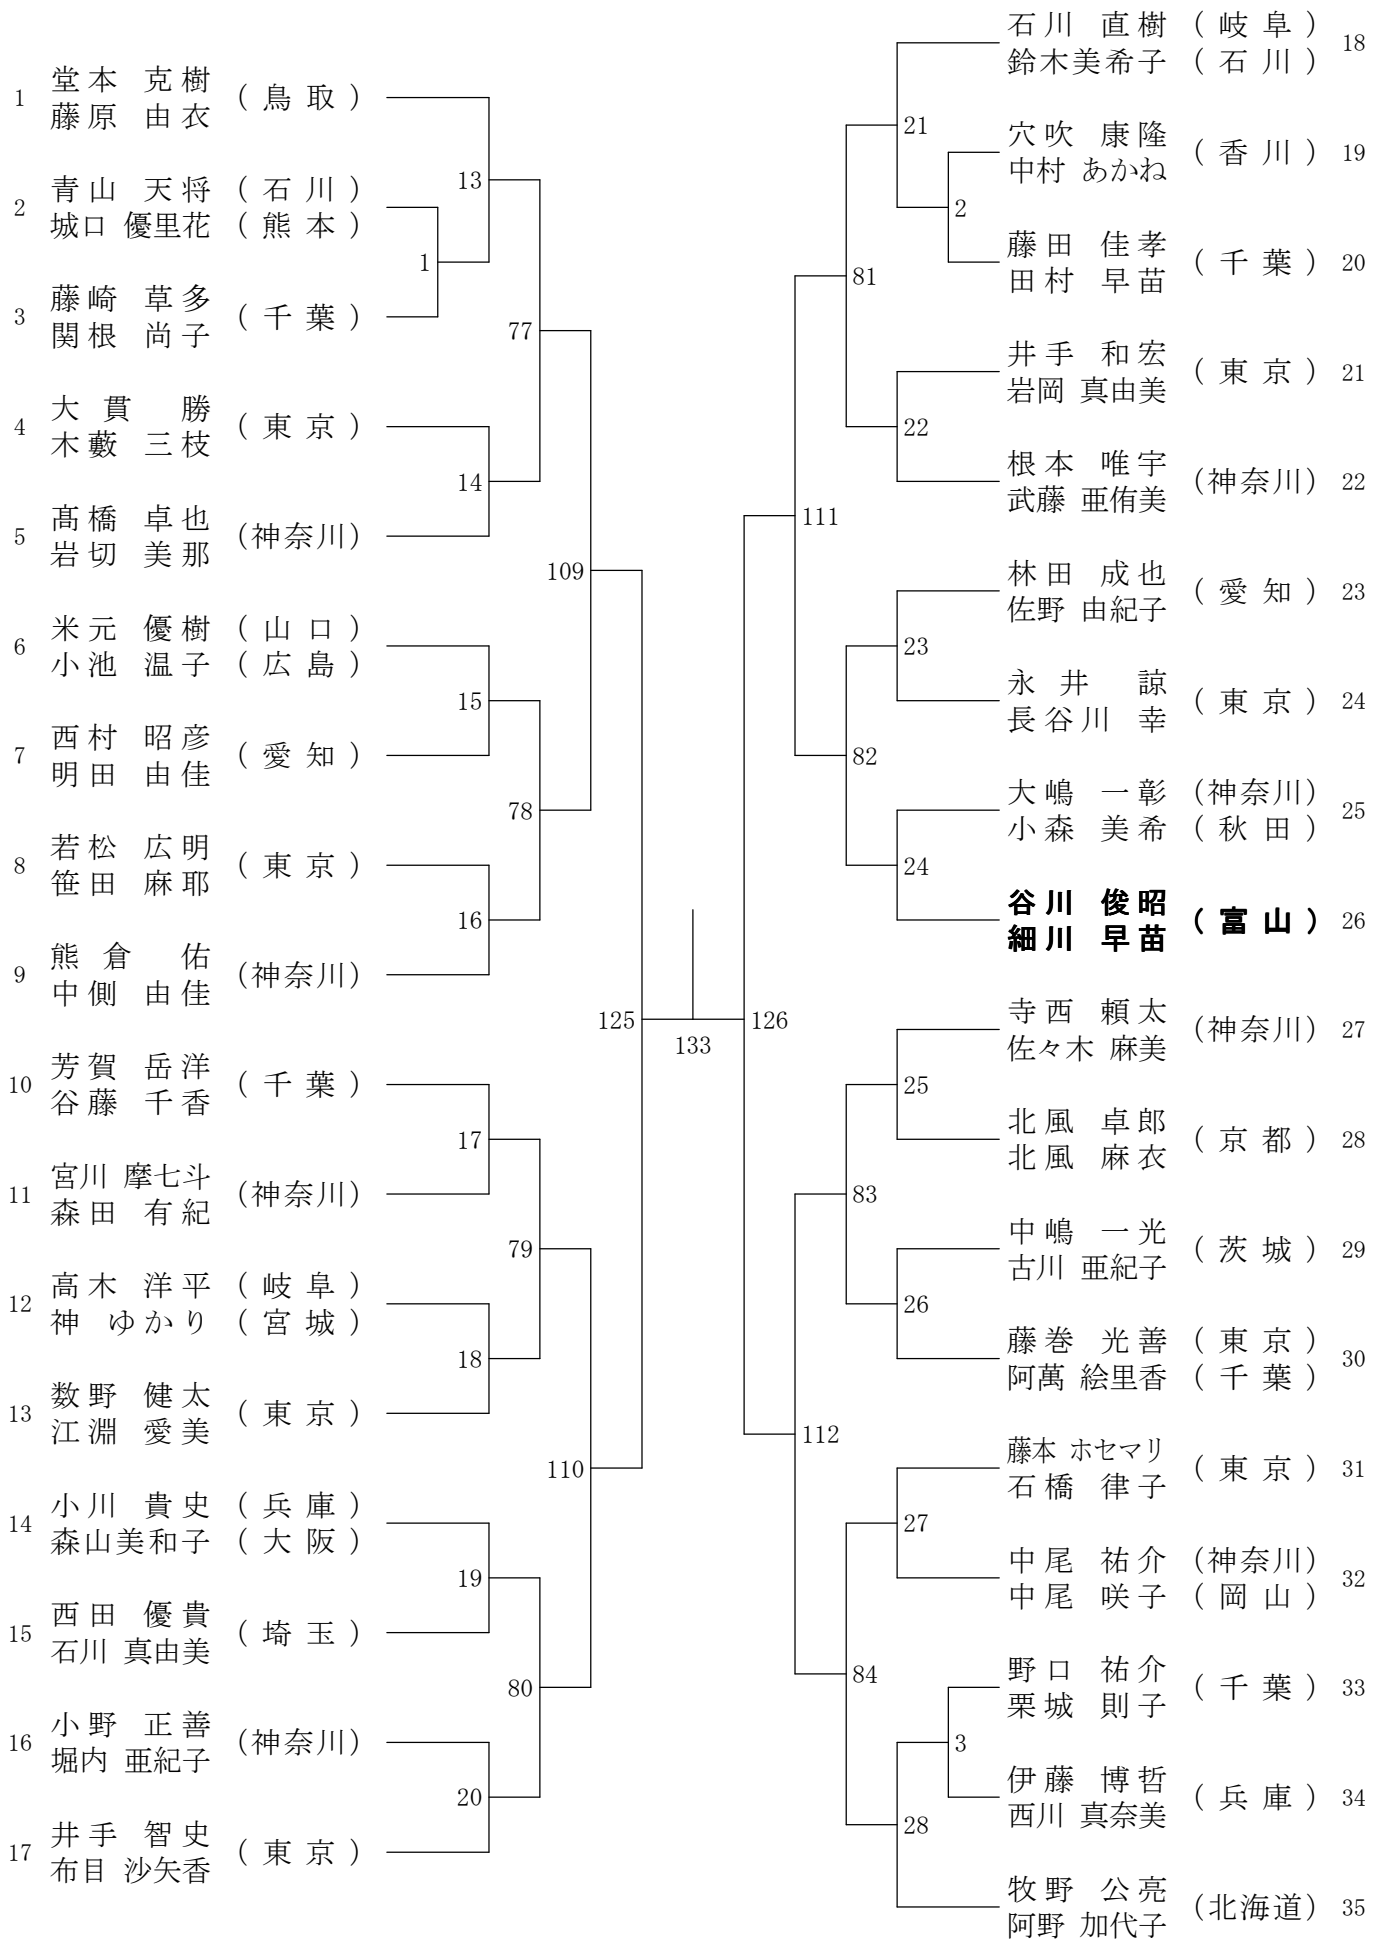 1 堂本 克樹 (鳥取)
藤原 由衣
2 青山 天将 (石川)
城口 優里花 (熊本)
3 藤崎 草多 (千葉)
関根 尚子
4 大貫 勝 (東京)
木藪 三枝
5 髙橋 卓也 (神奈川)
岩切 美那
6 米元 優樹 (山口)
小池 温子 (広島)
7 西村 昭彦 (愛知)
明田 由佳
8 若松 広明 (東京)
笹田 麻耶
9 熊倉 佑 (神奈川)
中側 由佳
10 芳賀 岳洋 (千葉)
谷藤 千香
11 宮川 摩七斗 (神奈川)
森田 有紀
12 高木 洋平 (岐阜)
神 ゆかり (宮城)
13 数野 健太 (東京)
江淵 愛美
14 小川 貴史 (兵庫)
森山美和子 (大阪)
15 西田 優貴 (埼玉)
石川 真由美
16 小野 正善 (神奈川)
堀内 亜紀子
17 井手 智史 (東京)
布目 沙矢香
1
13
14
15
16
17
18
19
20
77
78
79
80
109
110
125
133
126
111
112
81
82
83
84
21
22
23
24
25
26
27
28
2
3
石川 直樹 (岐阜) 18
鈴木美希子 (石川)
穴吹 康隆 (香川) 19
中村 あかね
藤田 佳孝 (千葉) 20
田村 早苗
井手 和宏 (東京) 21
岩岡 真由美
根本 唯宇 (神奈川) 22
武藤 亜侑美
林田 成也 (愛知) 23
佐野 由紀子
永井 諒 (東京) 24
長谷川 幸
大嶋 一彰 (神奈川) 25
小森 美希 (秋田)
谷川 俊昭 (富山) 26
細川 早苗
寺西 頼太 (神奈川) 27
佐々木 麻美
北風 卓郎 (京都) 28
北風 麻衣
中嶋 一光 (茨城) 29
古川 亜紀子
藤巻 光善 (東京) 30
阿萬 絵里香 (千葉)
藤本 ホセマリ (東京) 31
石橋 律子
中尾 祐介 (神奈川) 32
中尾 咲子 (岡山)
野口 祐介 (千葉) 33
栗城 則子
伊藤 博哲 (兵庫) 34
西川 真奈美
牧野 公亮 (北海道) 35
阿野 加代子